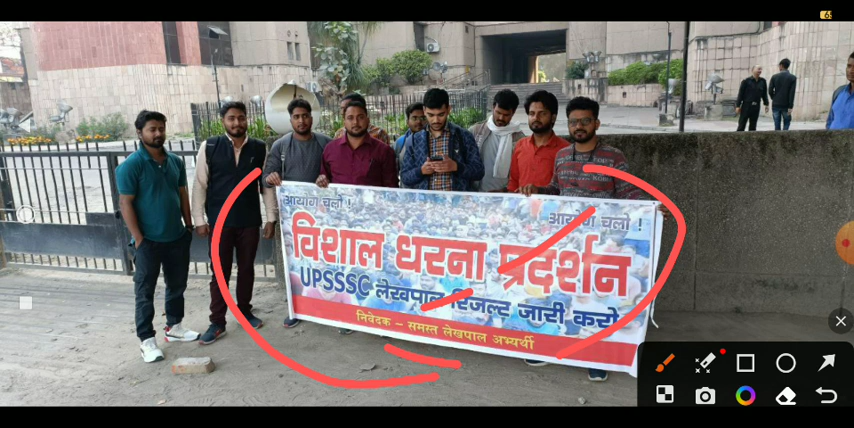 आयोग चलो !
आयोग चलो !
विशाल धरना प्रदर्शन
UPSSSC लेखपाल रिजल्ट जारी करो
निवेदक – समस्त लेखपाल अभ्यर्थी